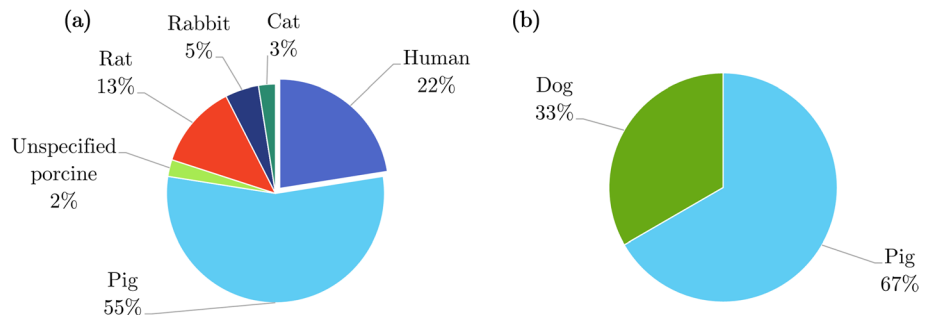 (a)
Rabbit
5%
Cat
3%
Rat
13%
Human
22%
Unspecified
porcine
2%
Pig
55%
(b)
Dog
33%
Pig
67%